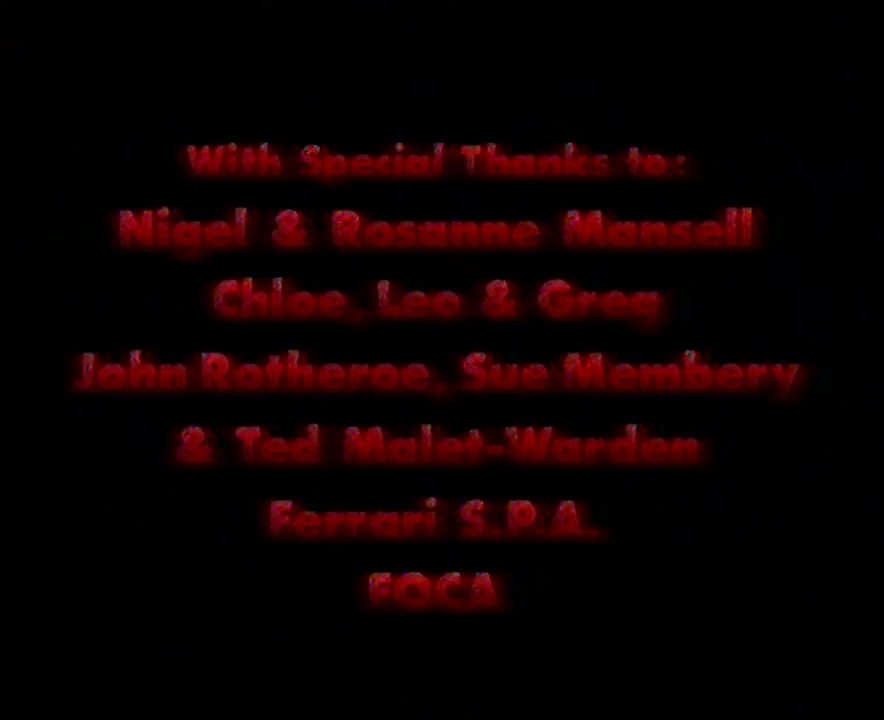 With Special Thanks to:
Nigel & Rosanne Mansell
Chloe, Leo & Greg
John Rotheroe, Sue Membery
& Ted Malet-Warden
Ferrari S.P.A.
FOCA